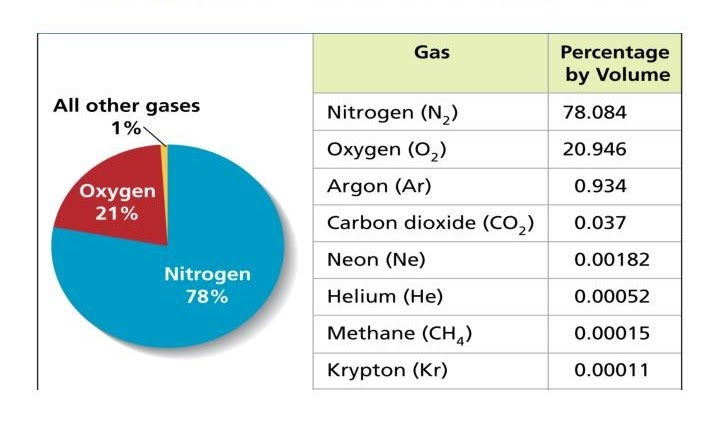 All other gases
1%
Oxygen
21%
Nitrogen
78%
Gas Percentage by Volume
Nitrogen (N₂) 78.084
Oxygen (O₂) 20.946
Argon (Ar) 0.934
Carbon dioxide (CO₂) 0.037
Neon (Ne) 0.00182
Helium (He) 0.00052
Methane (CH₄) 0.00015
Krypton (Kr) 0.00011